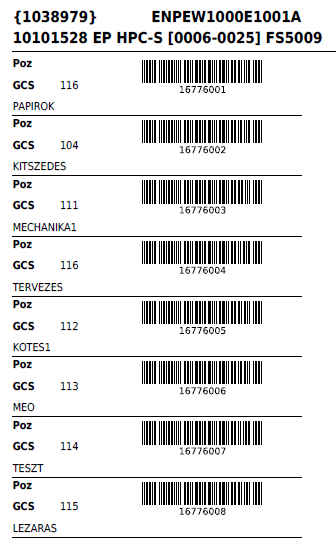 {1038979} ENPEW1000E1001A
10101528 EP HPC-S [0006-0025] FS5009
Poz
GCS 116
16776001
PAPIROK
Poz
GCS 104
16776002
KITSZEDES
Poz
GCS 111
16776003
MECHANIKA1
Poz
GCS 116
16776004
TERVEZES
Poz
GCS 112
16776005
KOTES1
Poz
GCS 113
16776006
MEO
Poz
GCS 114
16776007
TESZT
Poz
GCS 115
16776008
LEZARAS